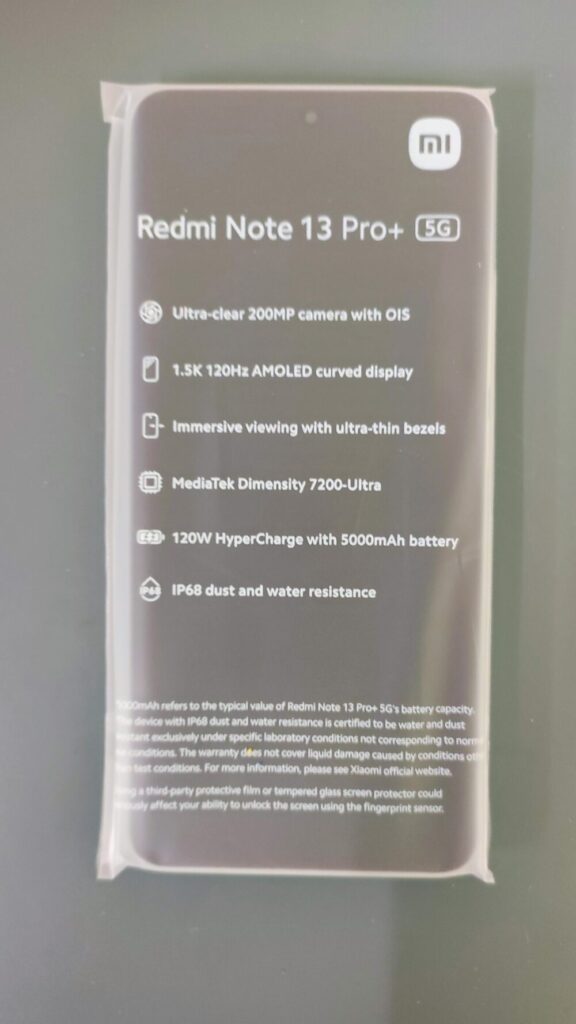 mi
Redmi Note 13 Pro+ 5G
Ultra-clear 200MP camera with OIS
1.5K 120Hz AMOLED curved display
Immersive viewing with ultra-thin bezels
MediaTek Dimensity 7200-Ultra
120W HyperCharge with 5000mAh battery
IP68 IP68 dust and water resistance
5000mAh refers to the typical value of Redmi Note 13 Pro+ 5G's battery capacity.
The device with IP68 dust and water resistance is certified to be water and dust
exclusively under specific laboratory conditions not corresponding to
conditions. The warranty does not cover liquid damage caused by conditions
test conditions. For more information, please see Xiaomi official website.
a third-party protective film or tempered glass screen protector could
affect your ability to unlock the screen using the fingerprint sensor.